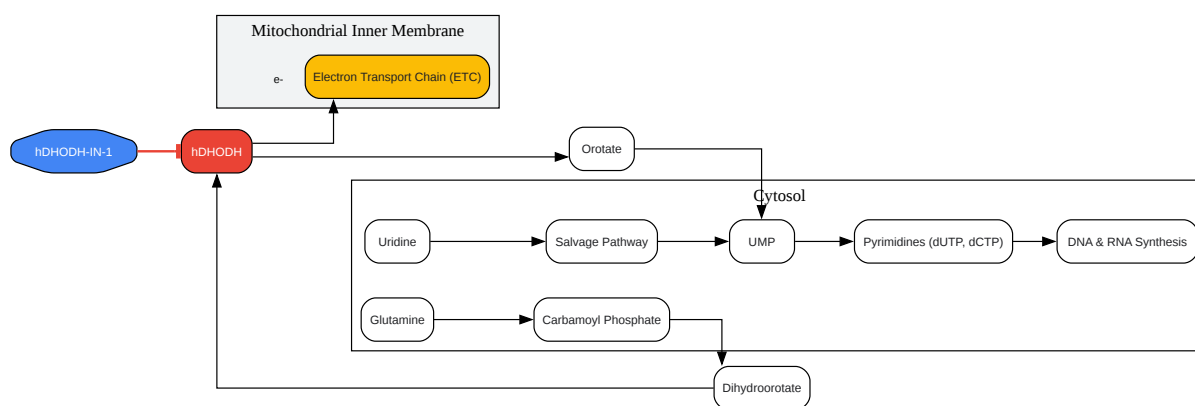 Mitochondrial Inner Membrane
e-
Electron Transport Chain (ETC)
hDHODH-IN-1
hDHODH
Orotate
Cytosol
Uridine
Salvage Pathway
UMP
Pyrimidines (dUTP, dCTP)
DNA & RNA Synthesis
Glutamine
Carbamoyl Phosphate
Dihydroorotate